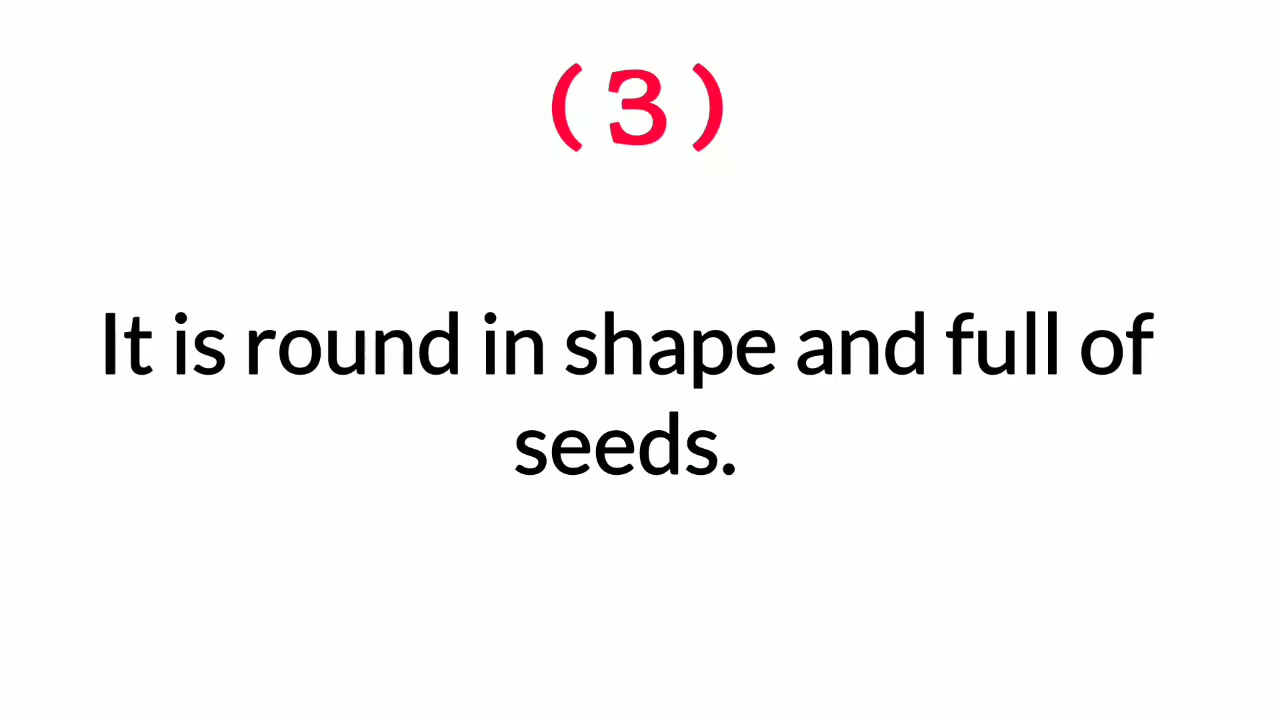 (3)
It is round in shape and full of
seeds.